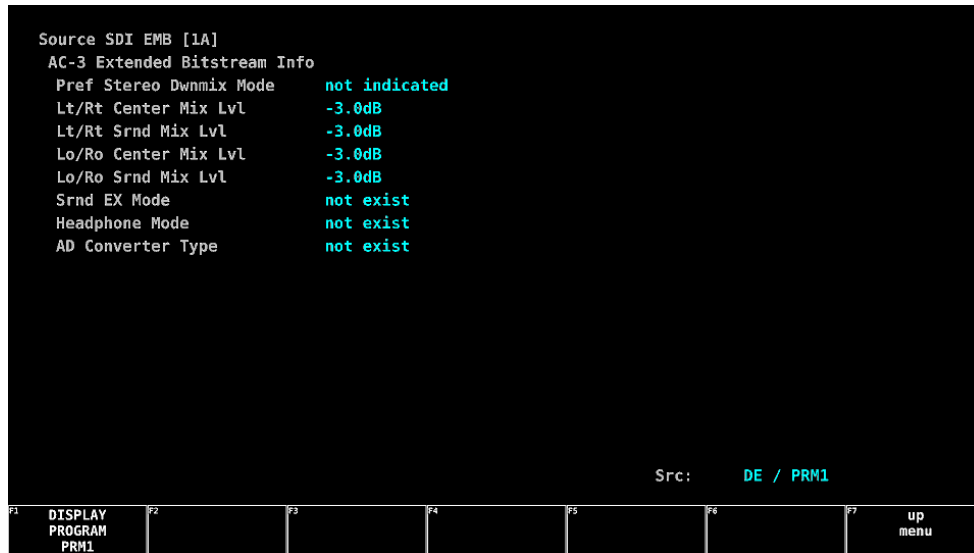 Source SDI EMB [1A]
AC-3 Extended Bitstream Info
Pref Stereo Dwnmix Mode not indicated
Lt/Rt Center Mix Lvl -3.0dB
Lt/Rt Srnd Mix Lvl -3.0dB
Lo/Ro Center Mix Lvl -3.0dB
Lo/Ro Srnd Mix Lvl -3.0dB
Srnd EX Mode not exist
Headphone Mode not exist
AD Converter Type not exist
Src: DE / PRM1
F1 DISPLAY F2 F3 F4 F5 F6 F7 up
PROGRAM menu
PRM1